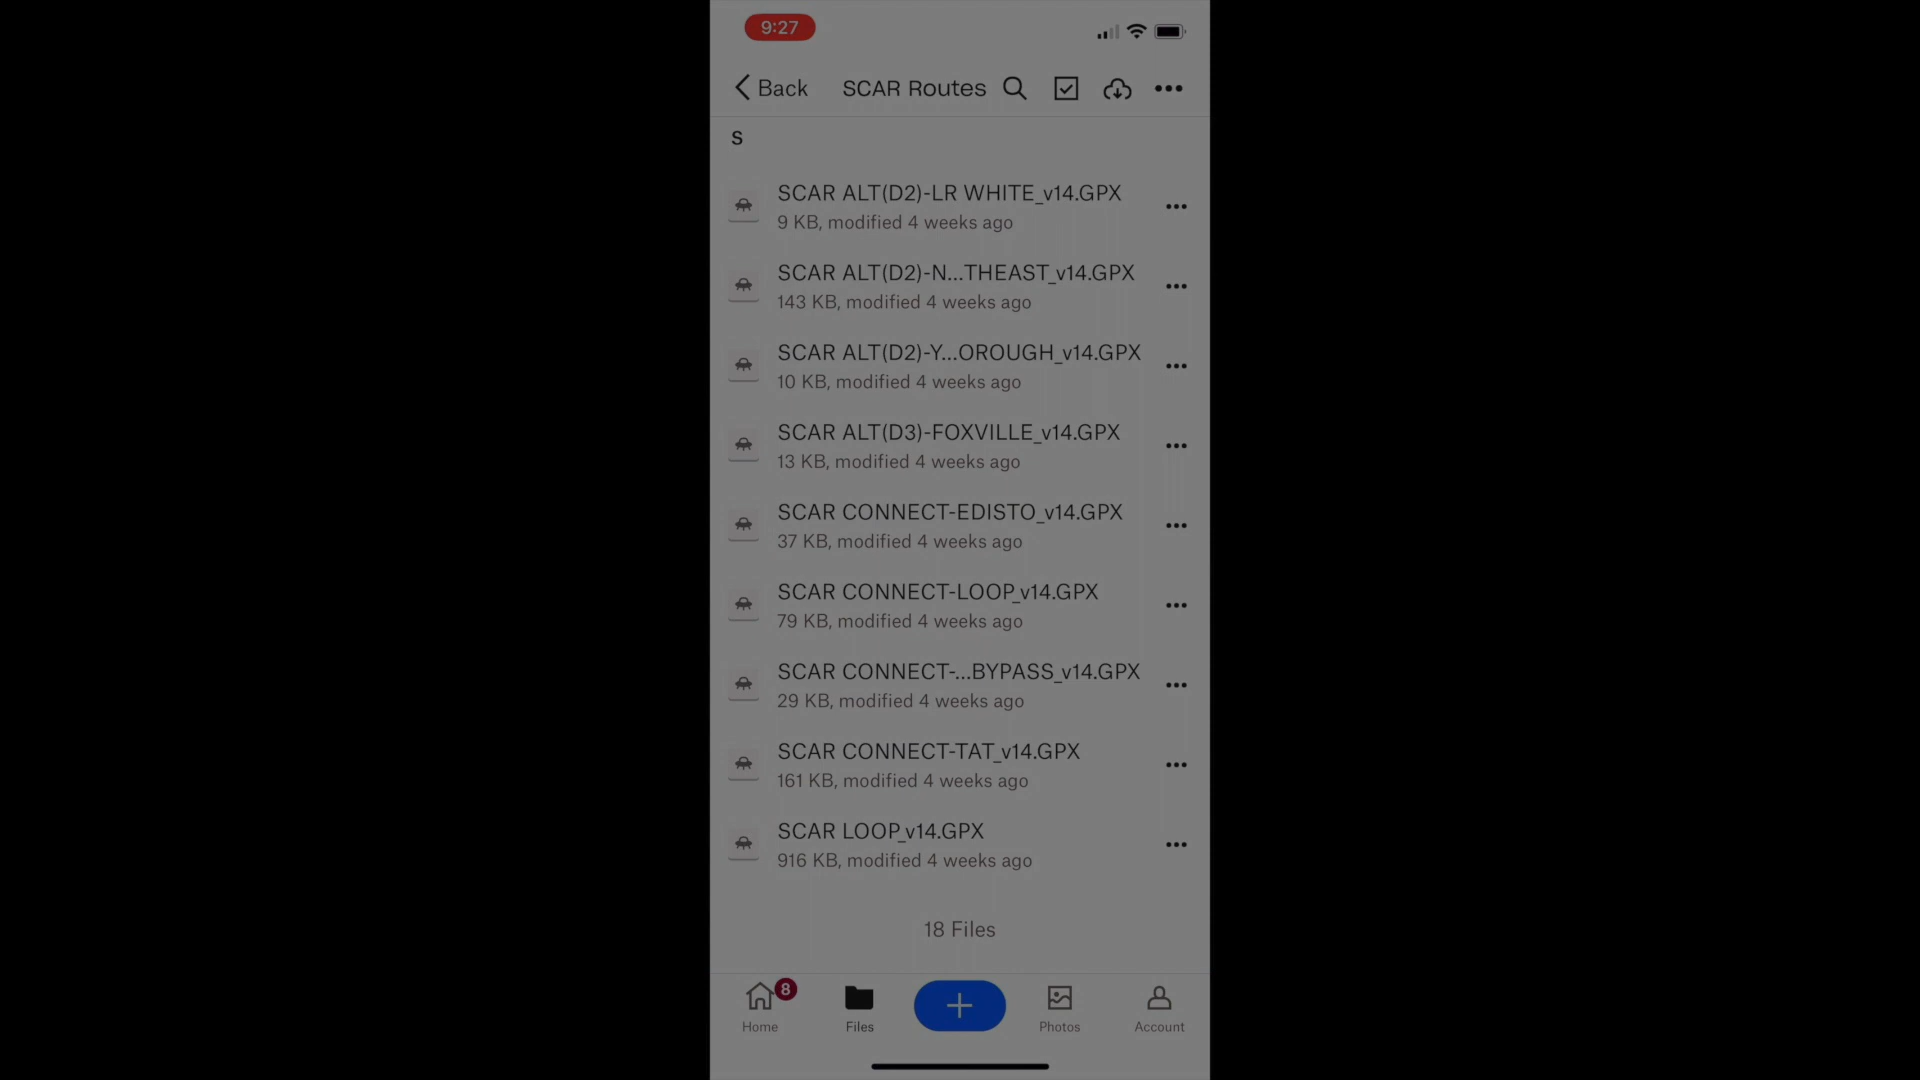 9:27
Back
SCAR Routes
S
SCAR ALT(D2)-LR WHITE_v14.GPX
9 KB, modified 4 weeks ago
SCAR ALT(D2)-N...THEAST_v14.GPX
143 KB, modified 4 weeks ago
SCAR ALT(D2)-Y...OROUGH_v14.GPX
10 KB, modified 4 weeks ago
SCAR ALT(D3)-FOXVILLE_v14.GPX
13 KB, modified 4 weeks ago
SCAR CONNECT-EDISTO_v14.GPX
37 KB, modified 4 weeks ago
SCAR CONNECT-LOOP_v14.GPX
79 KB, modified 4 weeks ago
SCAR CONNECT-...BYPASS_v14.GPX
29 KB, modified 4 weeks ago
SCAR CONNECT-TAT_v14.GPX
161 KB, modified 4 weeks ago
SCAR LOOP_v14.GPX
916 KB, modified 4 weeks ago
18 Files
8
Home
Files
Photos
Account